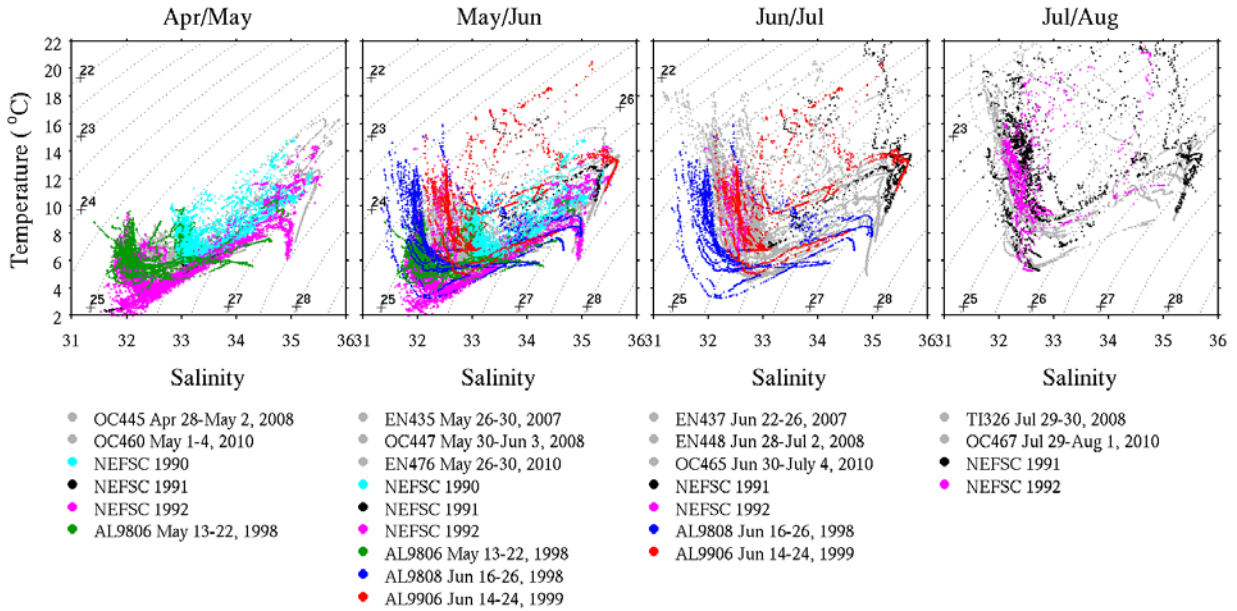 Apr/May May/Jun Jun/Jul Jul/Aug
Temperature ( °C)
22
20
18
16
14
12
10
8
6
4
2
22
23
24
25
27
28
22
23
24
25
26
27
28
22
25
27
28
23
25
26
27
28
31 32 33 34 35 3631 32 33 34 35 3631 32 33 34 35 3631 32 33 34 35 36
Salinity Salinity Salinity Salinity
OC445 Apr 28-May 2, 2008
OC460 May 1-4, 2010
NEFSC 1990
NEFSC 1991
NEFSC 1992
AL9806 May 13-22, 1998
EN435 May 26-30, 2007
OC447 May 30-Jun 3, 2008
EN476 May 26-30, 2010
NEFSC 1990
NEFSC 1991
NEFSC 1992
AL9806 May 13-22, 1998
AL9808 Jun 16-26, 1998
AL9906 Jun 14-24, 1999
EN437 Jun 22-26, 2007
EN448 Jun 28-Jul 2, 2008
OC465 Jun 30-July 4, 2010
NEFSC 1991
NEFSC 1992
AL9808 Jun 16-26, 1998
AL9906 Jun 14-24, 1999
TI326 Jul 29-30, 2008
OC467 Jul 29-Aug 1, 2010
NEFSC 1991
NEFSC 1992